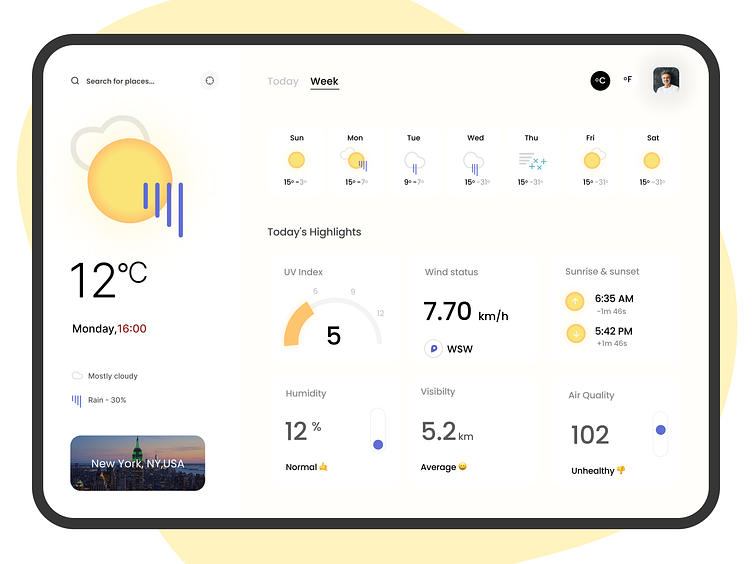 Search for places...
12°C
Monday,16:00
Mostly cloudy
Rain - 30%
New York, NY,USA
Today Week
°C °F
Sun Mon Tue Wed Thu Fri Sat
15° -3° 15° -7° 9° -7° 15° -31° 15° -31° 15° -31° 15° -31°
Today's Highlights
UV Index
6 9 12
5
Wind status
7.70 km/h
WSW
Sunrise & sunset
6:35 AM
-1m 46s
5:42 PM
+1m 46s
Humidity
12 %
Normal 🤙
Visibilty
5.2 km
Average 😀
Air Quality
102
Unhealthy 👎